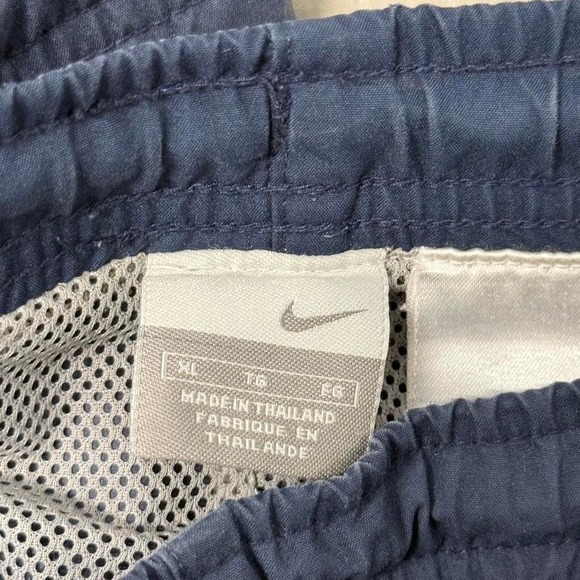 XL TG EG
MADE IN THAILAND
FABRIQUE EN
THAILANDE